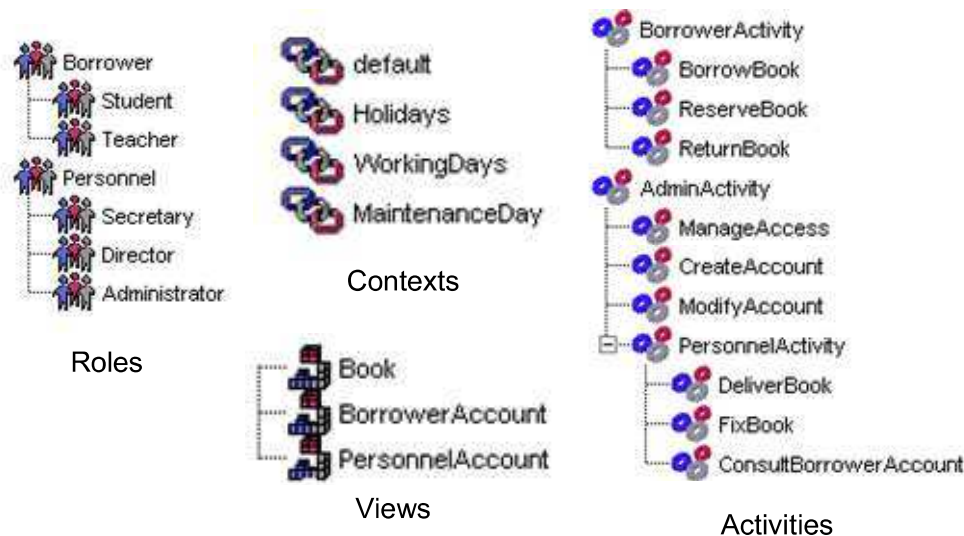 Borrower
Student
Teacher
Personnel
Secretary
Director
Administrator
Roles
default
Holidays
WorkingDays
MaintenanceDay
Contexts
Book
BorrowerAccount
PersonnelAccount
Views
BorrowerActivity
BorrowBook
ReserveBook
ReturnBook
AdminActivity
ManageAccess
CreateAccount
ModifyAccount
PersonnelActivity
DeliverBook
FixBook
ConsultBorrowerAccount
Activities